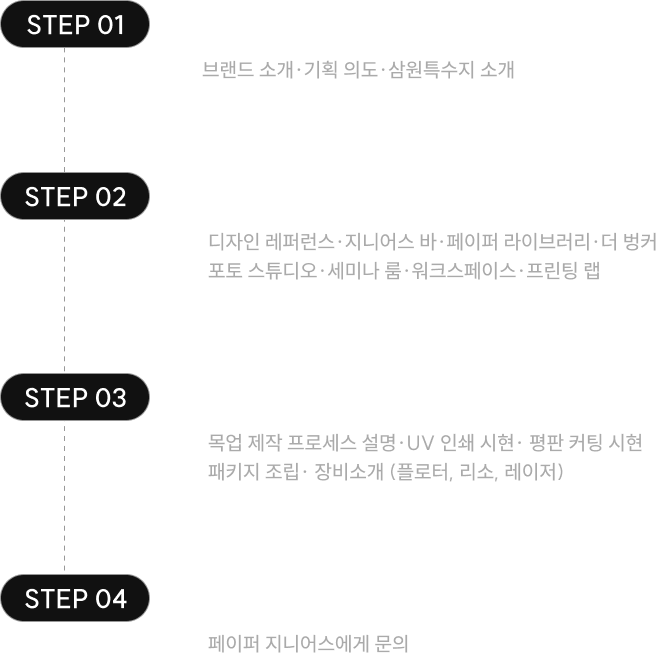 STEP 01
브랜드 소개·기획 의도·삼원특수지 소개
STEP 02
디자인 레퍼런스·지니어스 바·페이퍼 라이브러리·더 벙커
포토 스튜디오·세미나 룸·워크스페이스·프린팅 랩
STEP 03
목업 제작 프로세스 설명·UV 인쇄 시현· 평판 커팅 시현
패키지 조립· 장비소개 (플로터, 리소, 레이저)
STEP 04
페이퍼 지니어스에게 문의